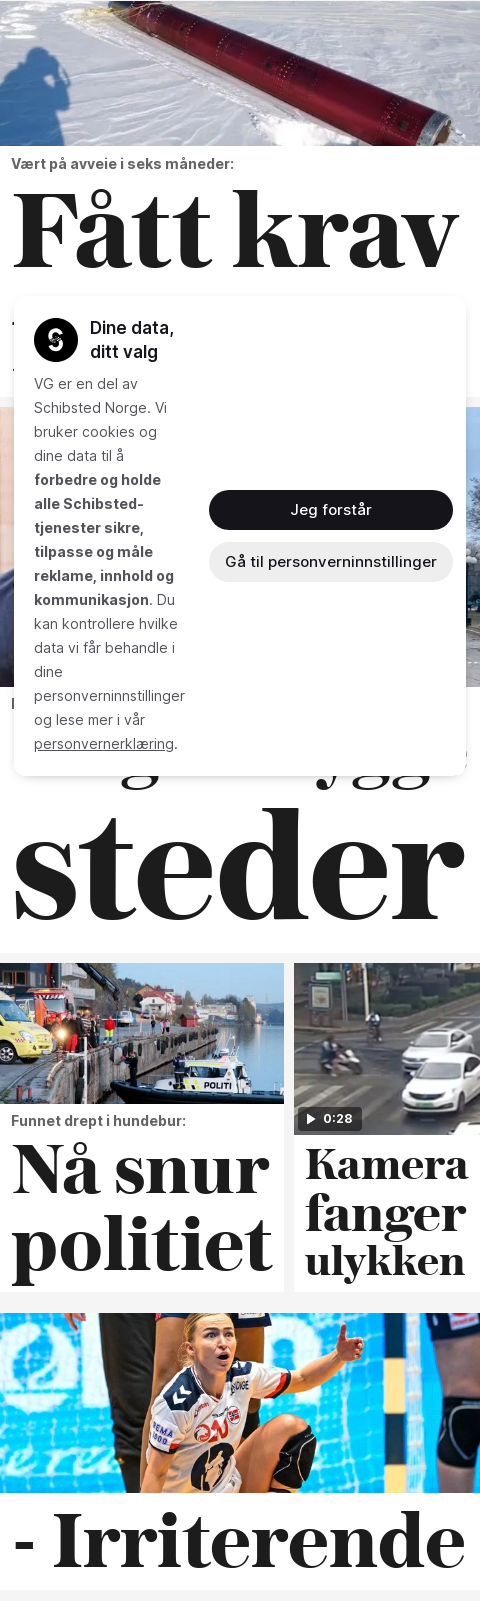 Vært på avveie i seks måneder:
Fått krav
Dine data,
ditt valg
VG er en del av
Schibsted Norge. Vi
bruker cookies og
dine data til å
forbedre og holde
alle Schibsted-
tjenester sikre,
tilpasse og måle
reklame, innhold og
kommunikasjon. Du
kan kontrollere hvilke
data vi får behandle i
dine
personverninnstillinger
og lese mer i vår
personvernerklæring.
Jeg forstår
Gå til personverninnstillinger
steder
POLITI
Funnet drept i hundebur:
Nå snur
politiet
0:28
Kamera
fanger
ulykken
REMA
1000
- Irriterende